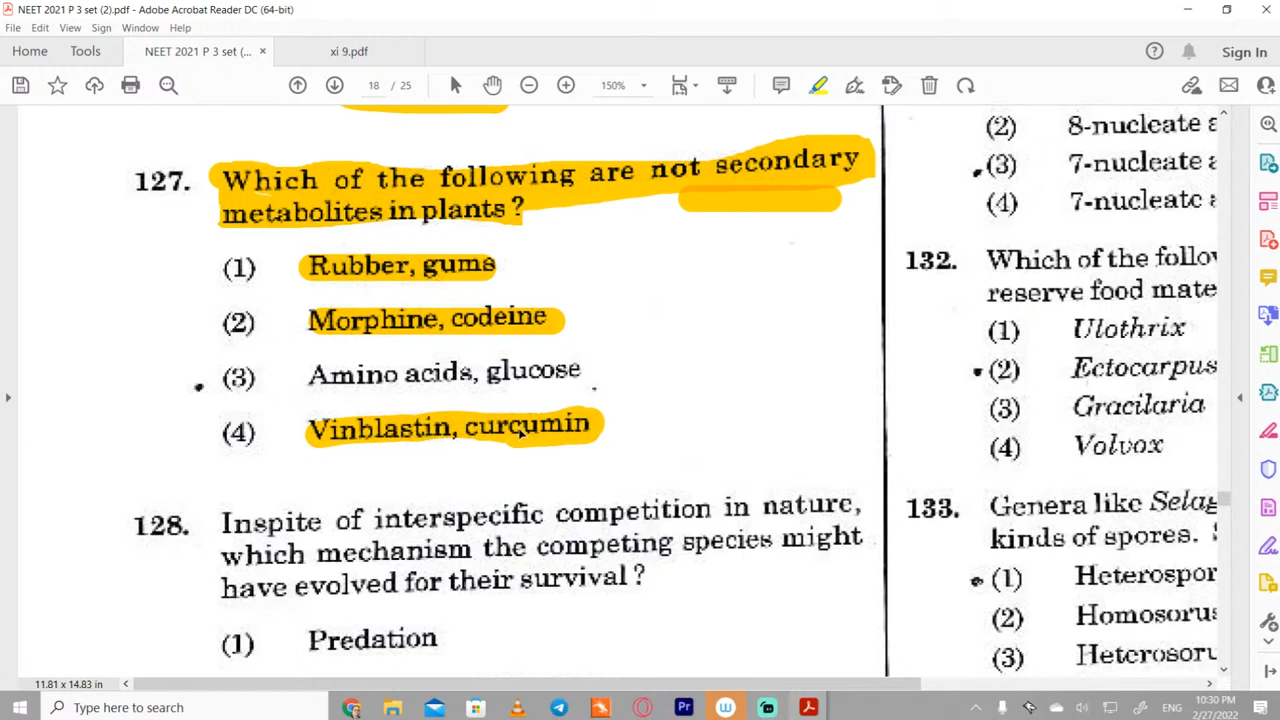 NEET 2021 P 3 set (2).pdf - Adobe Acrobat Reader DC (64-bit)
File Edit View Sign Window Help
Home Tools NEET 2021 P 3 set (... × xi 9.pdf Sign In
18 / 25 150%
127. Which of the following are not secondary
metabolites in plants ?
(1) Rubber, gums
(2) Morphine, codeine
(3) Amino acids, glucose
(4) Vinblastin, curcumin
128. Inspite of interspecific competition in nature,
which mechanism the competing species might
have evolved for their survival ?
(1) Predation
(2) 8-nucleate
(3) 7-nucleate
(4) 7-nucleate
132. Which of the
reserve food
(1) Ulothrix
(2) Ectocarpus
(3) Gracilaria
(4) Volvox
133. Genera like
kinds of spores.
(1)
(2)
(3)
11.81 x 14.83 in
Type here to search
ENG
10:30 PM
2/27/2022